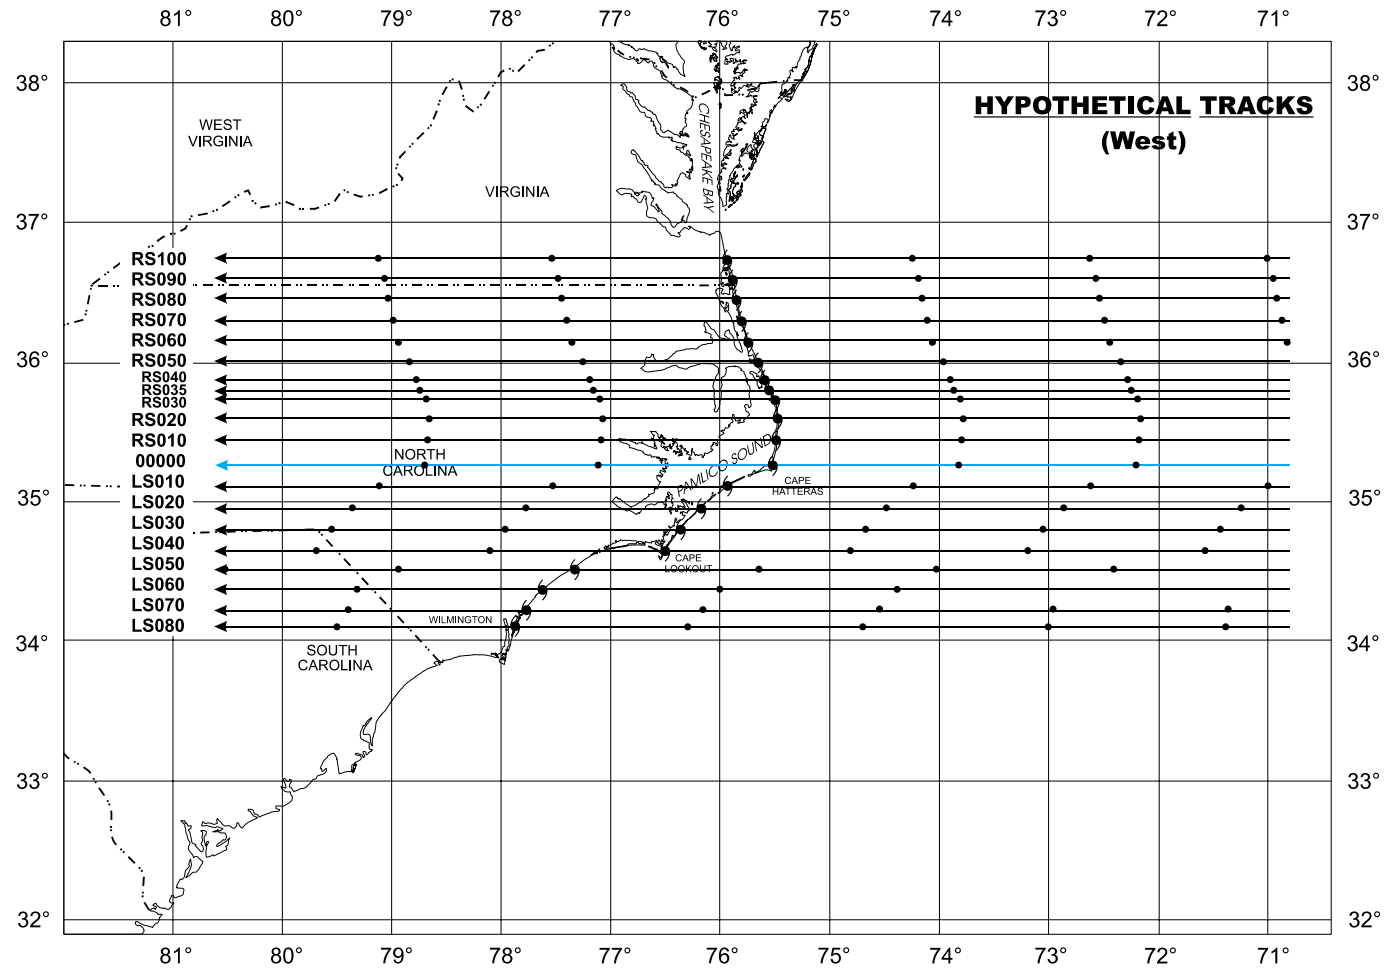 81° 80° 79° 78° 77° 76° 75° 74° 73° 72° 71°
38° 38°
HYPOTHETICAL TRACKS
(West)
WEST
VIRGINIA
CHESAPEAKE BAY
VIRGINIA
37° 37°
RS100
RS090
RS080
RS070
RS060
RS050
36° 36°
RS040
RS035
RS030
RS020
RS010
00000
NORTH
CAROLINA
PAMLICO SOUND
CAPE
HATTERAS
LS010
35° 35°
LS020
LS030
LS040
CAPE
LOOKOUT
LS050
LS060
LS070
WILMINGTON
LS080
34° 34°
SOUTH
CAROLINA
33° 33°
32° 32°
81° 80° 79° 78° 77° 76° 75° 74° 73° 72° 71°